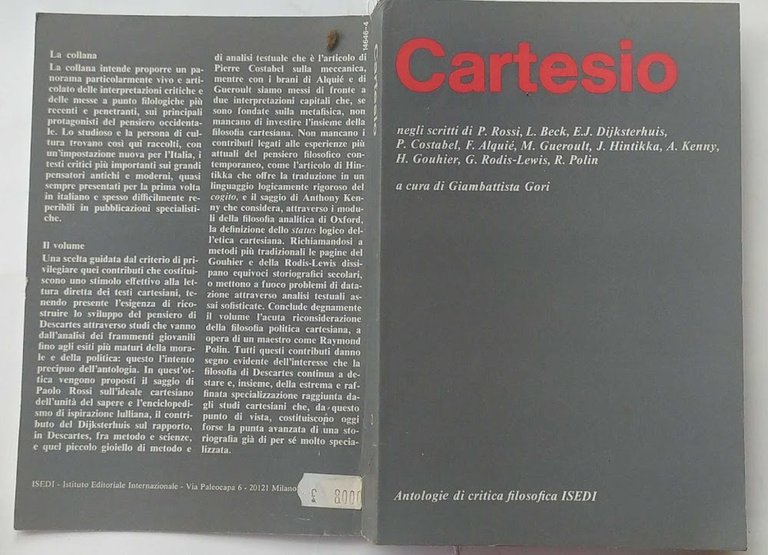 La collana
La collana intende proporre un pa-
norama particolarmente vivo e arti-
colato delle interpretazioni critiche e
delle messe a punto filologiche più
recenti e penetranti, sui principali
protagonisti del pensiero occidenta-
le. Lo studioso e la persona di cul-
tura trovano così qui raccolti, con
un'impostazione nuova per l'Italia, i
testi critici più importanti sui grandi
pensatori antichi e moderni, quasi
sempre presentati per la prima volta
in italiano e spesso difficilmente re-
peribili in pubblicazioni specialisti-
che.
Il volume
Una scelta guidata dal criterio di pri-
vilegiare quei contributi che costitui-
scono uno stimolo effettivo alla let-
tura diretta dei testi cartesiani, te-
nendo presente l'esigenza di rico-
struire lo sviluppo del pensiero di
Descartes attraverso studi che vanno
dall'analisi dei frammenti giovanili
fino agli esiti più maturi della mora-
le e della politica: questo l'intento
precipuo dell'antologia. In quest'ot-
tica vengono proposti il saggio di
Paolo Rossi sull'ideale cartesiano
dell'unità del sapere e l'enciclopedi-
smo di ispirazione lulliana, il contri-
buto del Dijksterhuis sul rapporto,
in Descartes, fra metodo e scienze,
e quel piccolo gioiello di metodo e
di analisi testuale che è l'articolo di
Pierre Costabel sulla meccanica,
mentre con i brani di Alquié e di
Gueroult siamo messi di fronte a
due interpretazioni capitali che, se
sono fondate sulla metafisica, non
mancano di investire l'insieme della
filosofia cartesiana. Non mancano i
contributi legati alle esperienze più
attuali del pensiero filosofico con-
temporaneo, come l'articolo di Hin-
tikka che offre la traduzione in un
linguaggio logicamente rigoroso del
cogito, e il saggio di Anthony Ken-
ny che considera, attraverso i modu-
li della filosofia analitica di Oxford,
la definizione dello status logico del-
l'etica cartesiana. Richiamandosi a
metodi più tradizionali le pagine del
Gouhier e della Rodis-Lewis dissi-
pano equivoci storiografici secolari,
o mettono a fuoco problemi di data-
zione attraverso analisi testuali as-
sai sofisticate. Conclude degnamente
il volume l'acuta riconsiderazione
della filosofia politica cartesiana, a
opera di un maestro come Raymond
Polin. Tutti questi contributi danno
segno evidente dell'interesse che la
filosofia di Descartes continua a de-
stare e, insieme, della estrema e raf-
finata specializzazione raggiunta da-
gli studi cartesiani che, da questo
punto di vista, costituiscono oggi
forse la punta avanzata di una sto-
riografia già di per sé molto specia-
lizzata.
ISEDI - Istituto Editoriale Internazionale - Via Paleocapa 6 - 20121 Milano
£ 8000
14646-4
Cartesio
Cartesio
negli scritti di P. Rossi, L. Beck, E.J. Dijksterhuis,
P. Costabel, F. Alquié, M. Gueroult, J. Hintikka, A. Kenny,
H. Gouhier, G. Rodis-Lewis, R. Polin
a cura di Giambattista Gori
Antologie di critica filosofica ISEDI